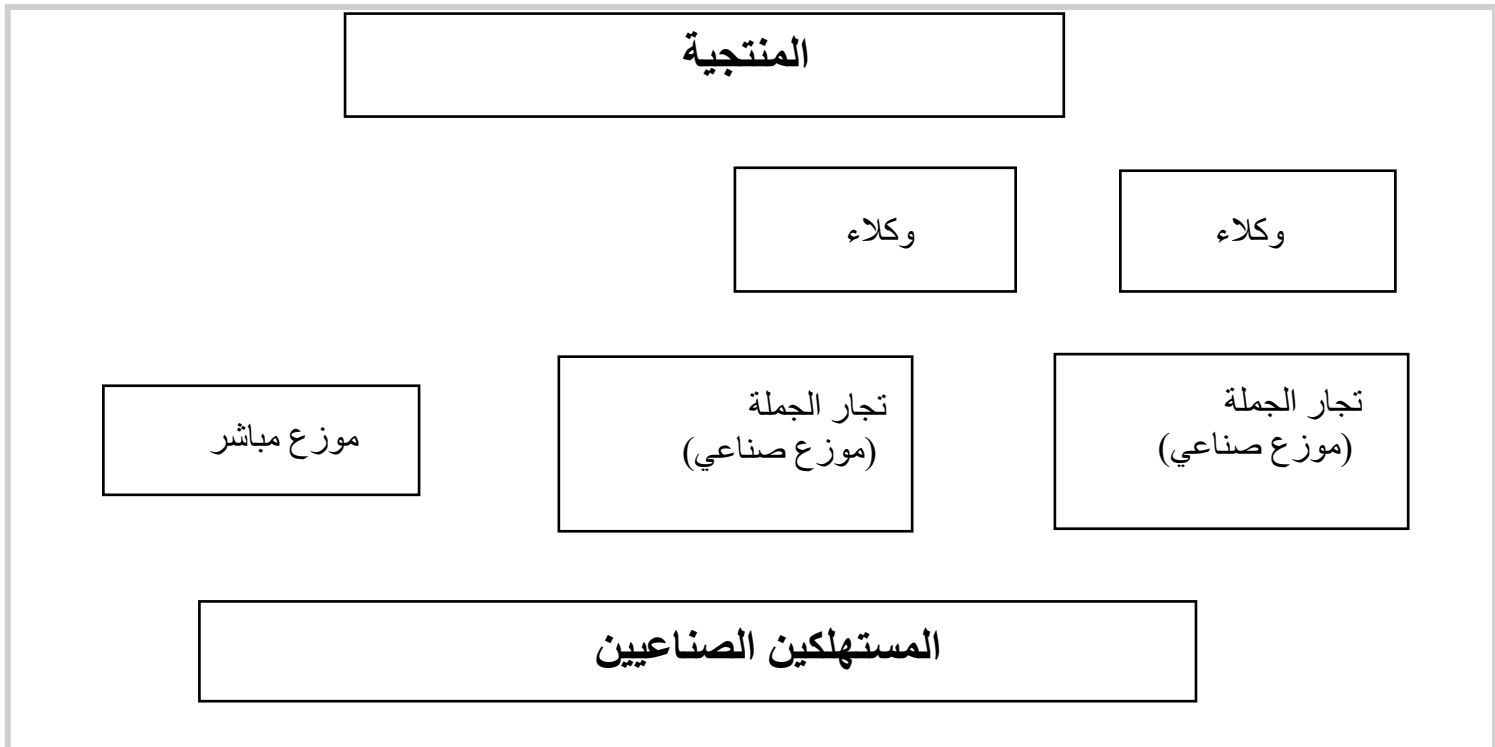 المنتجية
وكلاء
وكلاء
تجار الجملة
(موزع صناعي)
تجار الجملة
(موزع صناعي)
موزع مباشر
المستهلكين الصناعيين